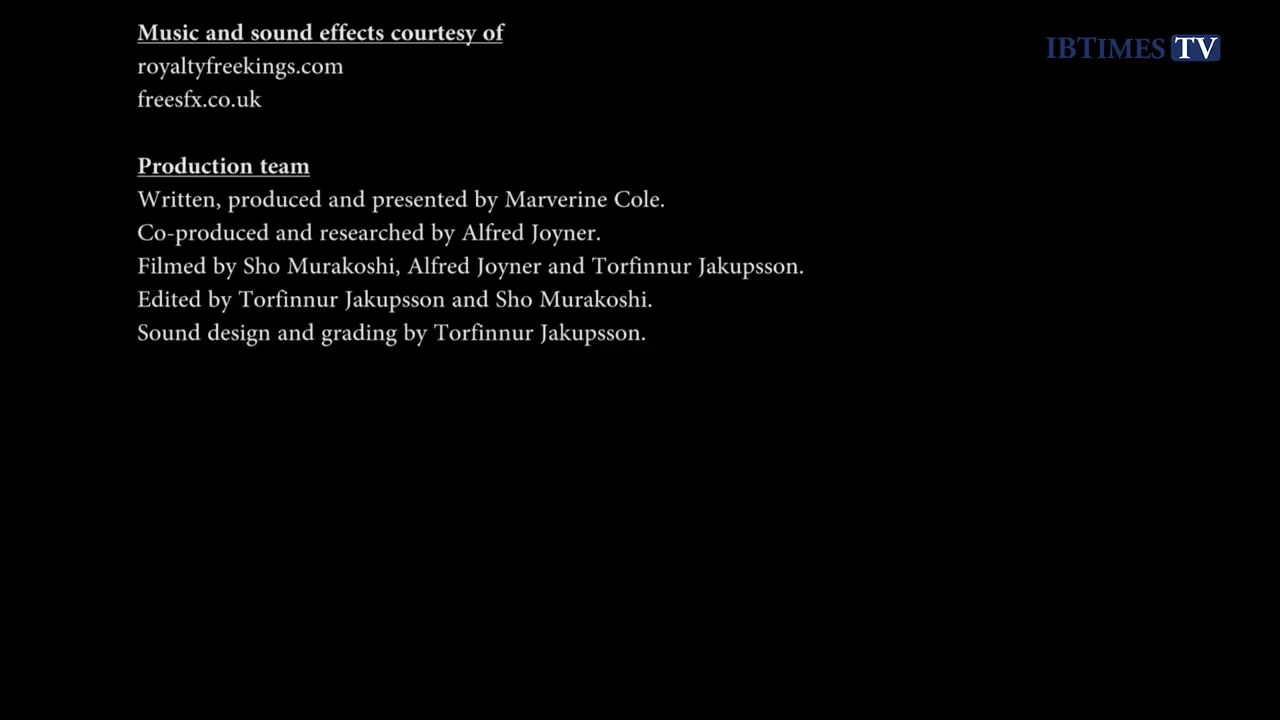 Music and sound effects courtesy of
IBTIMES TV
royaltyfreekings.com
freesfx.co.uk
Production team
Written, produced and presented by Marverine Cole.
Co-produced and researched by Alfred Joyner.
Filmed by Sho Murakoshi, Alfred Joyner and Torfinnur Jakupsson.
Edited by Torfinnur Jakupsson and Sho Murakoshi.
Sound design and grading by Torfinnur Jakupsson.